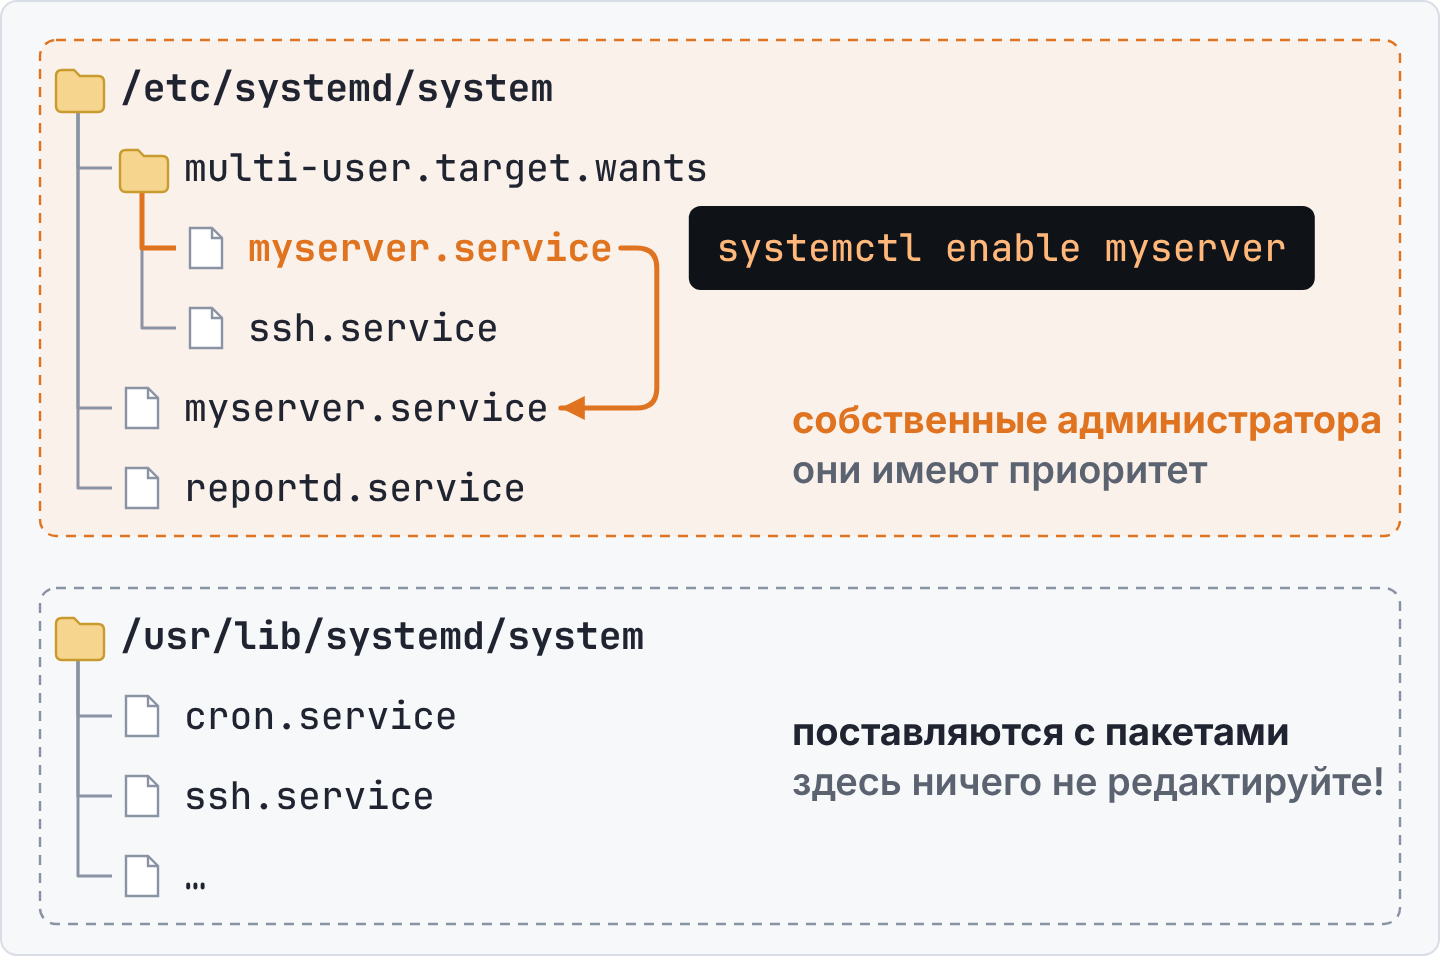 /etc/systemd/system
multi-user.target.wants
myserver.service
systemctl enable myserver
ssh.service
myserver.service
собственные администратора
они имеют приоритет
reportd.service
/usr/lib/systemd/system
cron.service
поставляются с пакетами
здесь ничего не редактируйте!
ssh.service
…